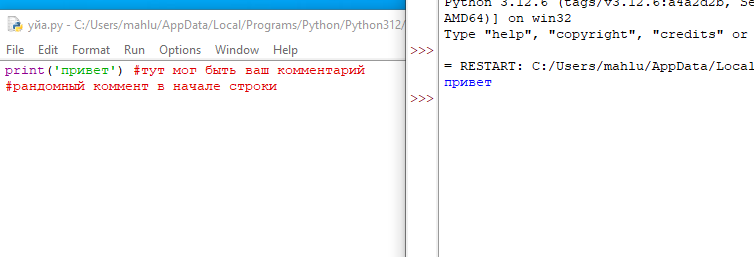 уйа.py - C:/Users/mahlu/AppData/Local/Programs/Python/Python312/
File Edit Format Run Options Window Help
print('привет') #тут мог быть ваш комментарий
#рандомный коммент в начале строки
Python 3.12.6 (tags/v3.12.6:a4a2d2b, Se
AMD64)] on win32
Type "help", "copyright", "credits" or
>>>
= RESTART: C:/Users/mahlu/AppData/Local
привет
>>>